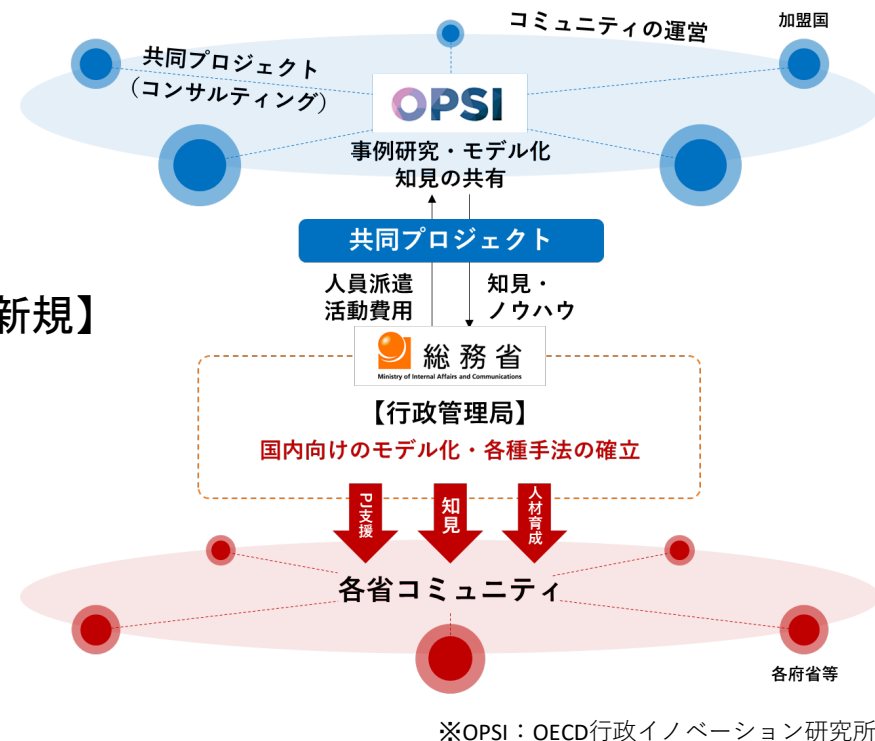 コミュニティの運営
加盟国
共同プロジェクト
（コンサルティング）
OPSI
事例研究・モデル化
知見の共有
共同プロジェクト
人員派遣
活動費用
知見・
ノウハウ
新規】
総務省
Ministry of Internal Affairs and Communications
【行政管理局】
国内向けのモデル化・各種手法の確立
PJ支援
知見
人材育成
各省コミュニティ
各府省等
※OPSI：OECD行政イノベーション研究所